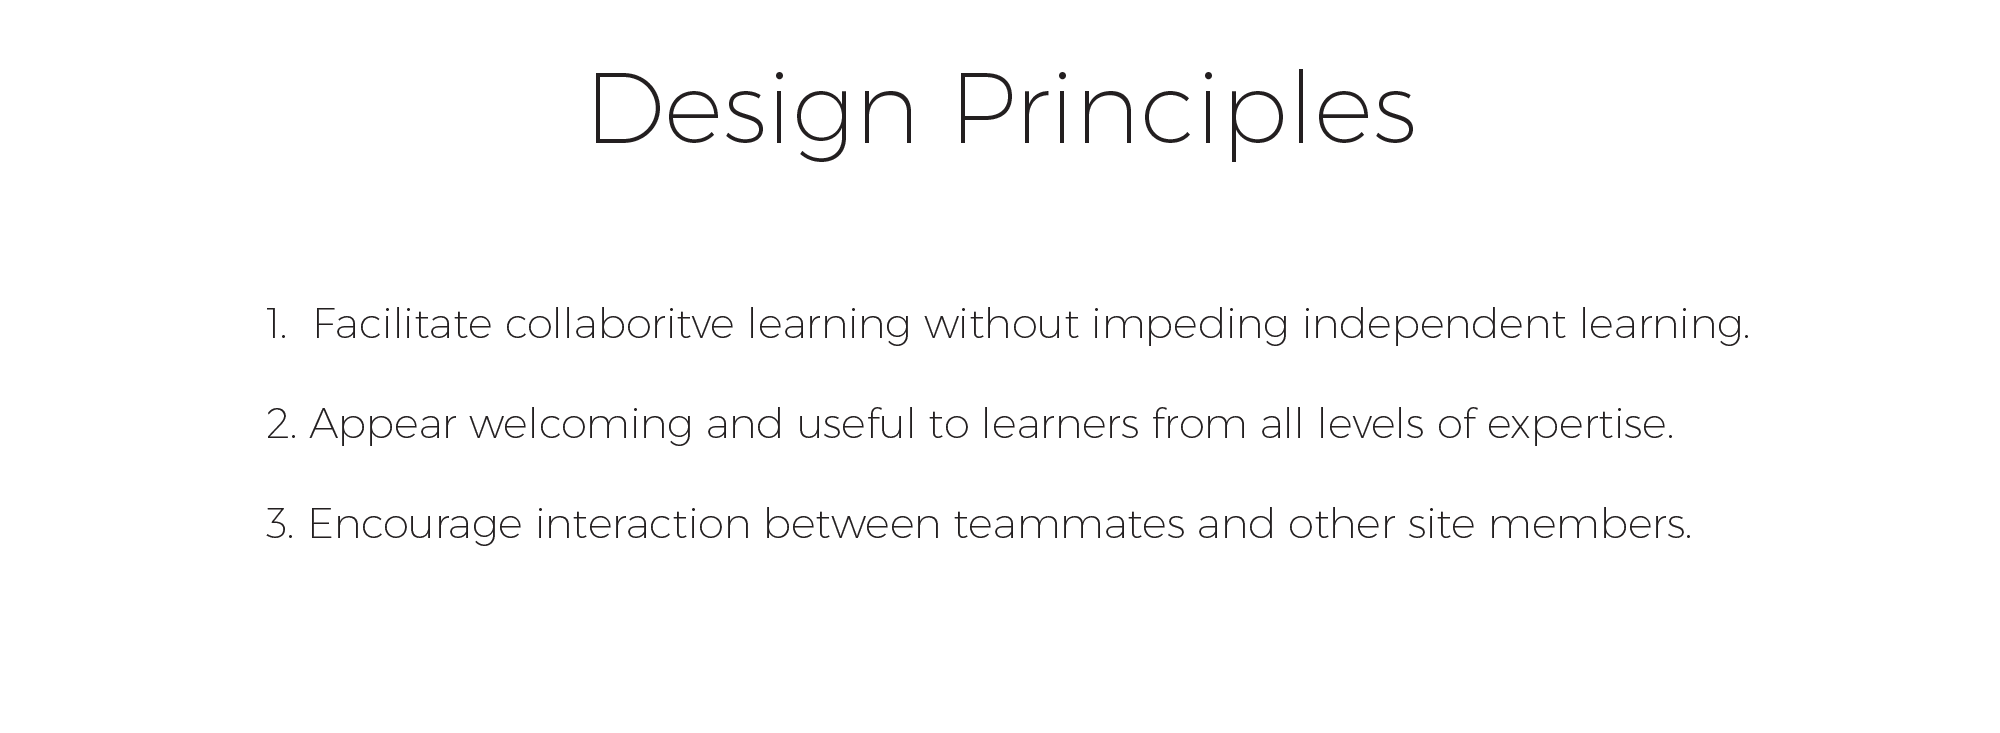 Design Principles
1. Facilitate collaboritve learning without impeding independent learning.
2. Appear welcoming and useful to learners from all levels of expertise.
3. Encourage interaction between teammates and other site members.